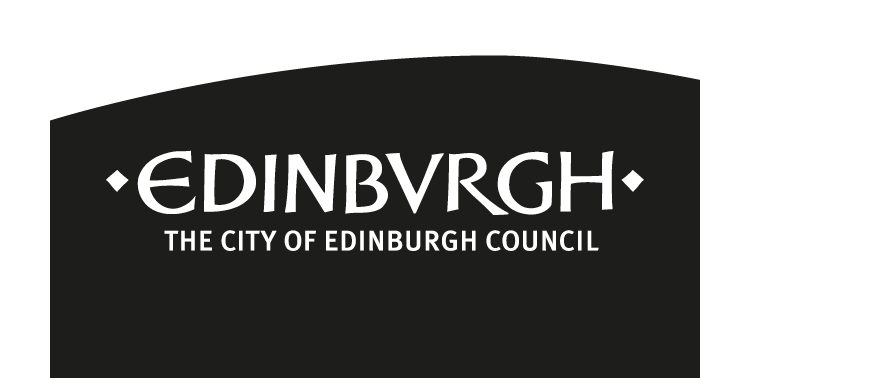 EDINBVRGH
THE CITY OF EDINBURGH COUNCIL